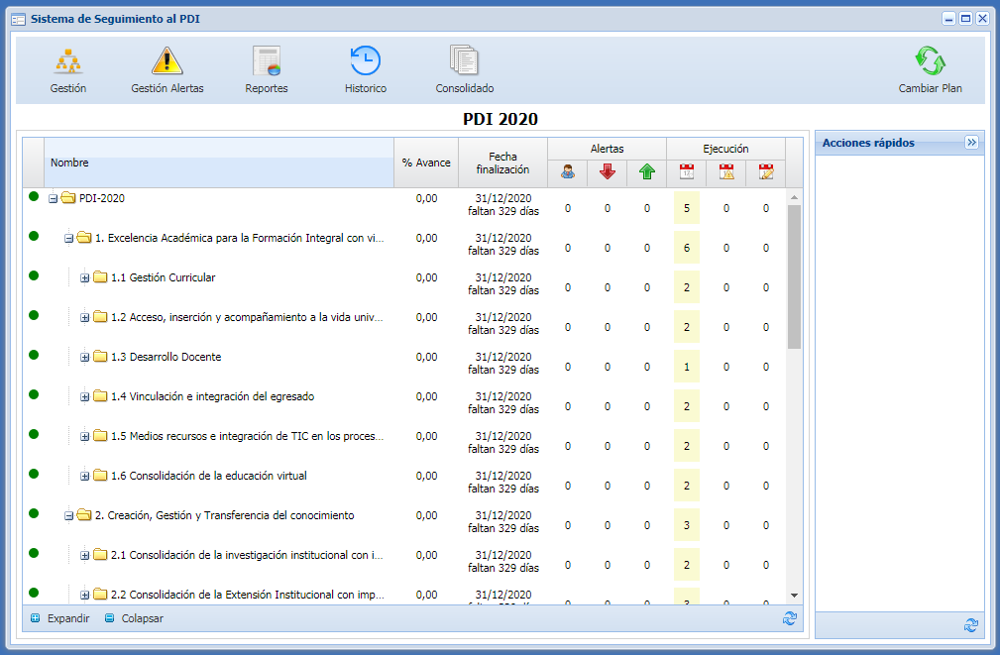 Sistema de Seguimiento al PDI
Gestión
Gestión Alertas
Reportes
Historico
Consolidado
Cambiar Plan
PDI 2020
Nombre
% Avance
Fecha
finalización
Alertas
Ejecución
Acciones rápidos
PDI-2020 0,00 31/12/2020
faltan 329 días 0 0 0 5 0 0
1. Excelencia Académica para la Formación Integral con vi... 0,00 31/12/2020
faltan 329 días 0 0 0 6 0 0
1.1 Gestión Curricular 0,00 31/12/2020
faltan 329 días 0 0 0 2 0 0
1.2 Acceso, inserción y acompañamiento a la vida univ... 0,00 31/12/2020
faltan 329 días 0 0 0 2 0 0
1.3 Desarrollo Docente 0,00 31/12/2020
faltan 329 días 0 0 0 1 0 0
1.4 Vinculación e integración del egresado 0,00 31/12/2020
faltan 329 días 0 0 0 2 0 0
1.5 Medios recursos e integración de TIC en los proces... 0,00 31/12/2020
faltan 329 días 0 0 0 2 0 0
1.6 Consolidación de la educación virtual 0,00 31/12/2020
faltan 329 días 0 0 0 2 0 0
2. Creación, Gestión y Transferencia del conocimiento 0,00 31/12/2020
faltan 329 días 0 0 0 3 0 0
2.1 Consolidación de la investigación institucional con i... 0,00 31/12/2020
faltan 329 días 0 0 0 2 0 0
2.2 Consolidación de la Extensión Institucional con imp... 0,00 31/12/2020
Expandir
Colapsar